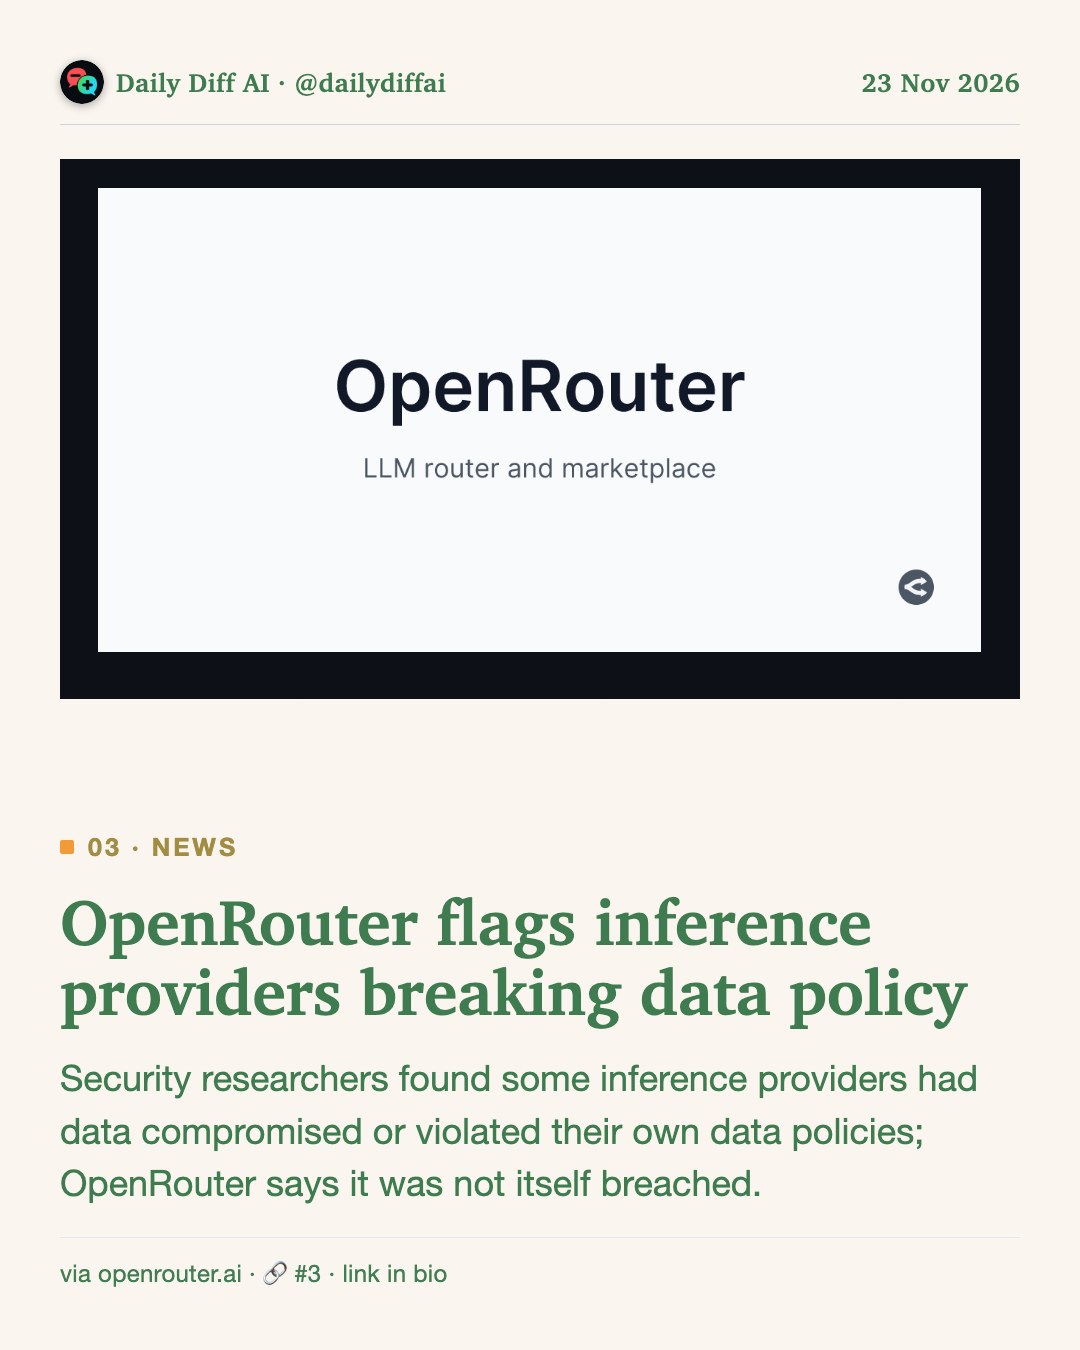 Daily Diff AI · @dailydiffai
23 Nov 2026
OpenRouter
LLM router and marketplace
03 · NEWS
OpenRouter flags inference
providers breaking data policy
Security researchers found some inference providers had
data compromised or violated their own data policies;
OpenRouter says it was not itself breached.
via openrouter.ai · 🔗 #3 · link in bio